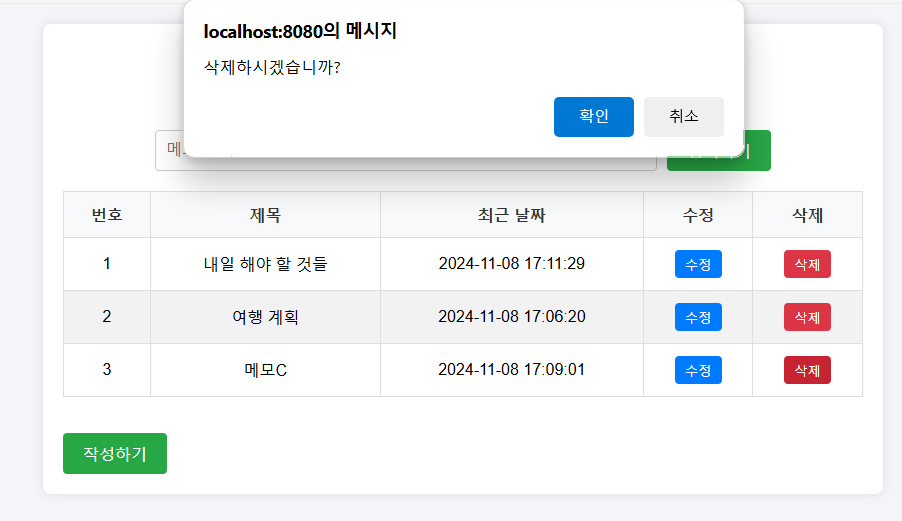 localhost:8080의 메시지
삭제하시겠습니까?
확인 취소
번호 제목 최근 날짜 수정 삭제
1 내일 해야 할 것들 2024-11-08 17:11:29 수정 삭제
2 여행 계획 2024-11-08 17:06:20 수정 삭제
3 메모C 2024-11-08 17:09:01 수정 삭제
작성하기